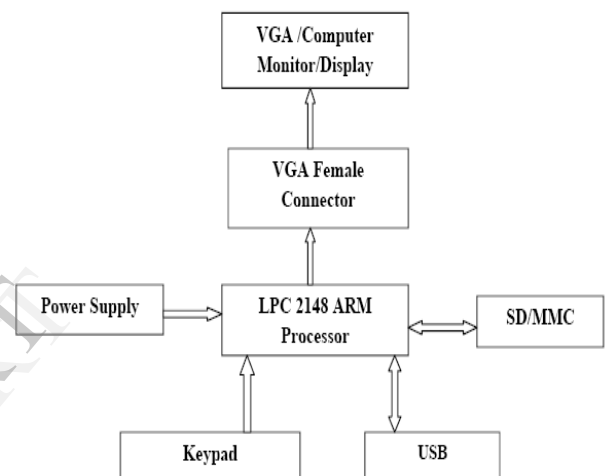 VGA /Computer
Monitor/Display
VGA Female
Connector
Power Supply
LPC 2148 ARM
Processor
SD/MMC
Keypad
USB